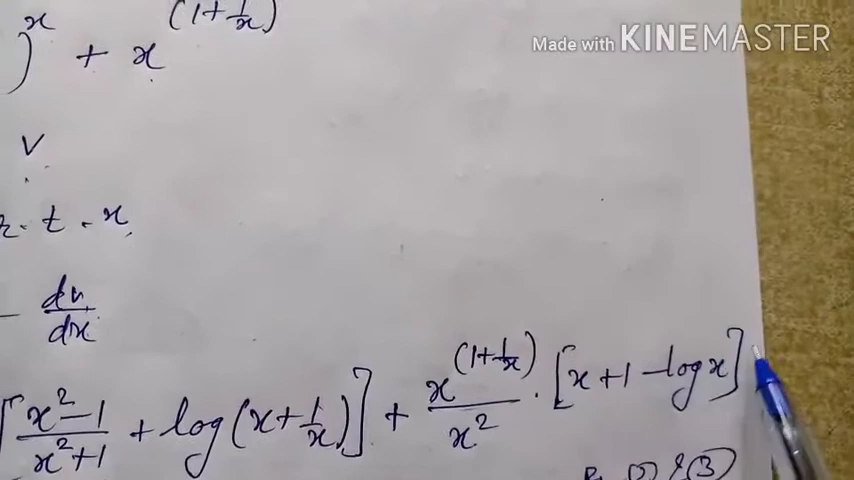 )^x + x^(1+1/x)
Made with KINEMASTER
v
. t . x
- du/dx
[x²-1/x²+1 + log(x+1/x)] + x^(1+1/x)/x² . [x+1-log x]
(2) & (3)